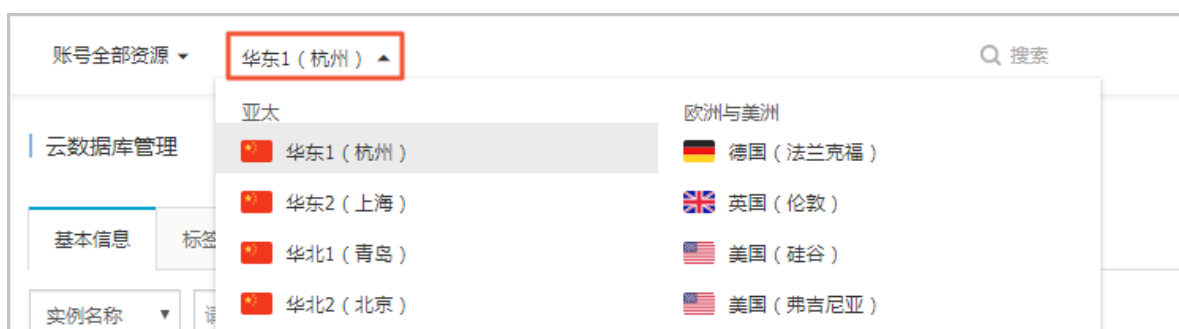 账号全部资源
华东1（杭州）
搜索
亚太
欧洲与美洲
云数据库管理
华东1（杭州）
德国（法兰克福）
华东2（上海）
英国（伦敦）
基本信息
标签
华北1（青岛）
美国（硅谷）
实例名称
华北2（北京）
美国（弗吉尼亚）